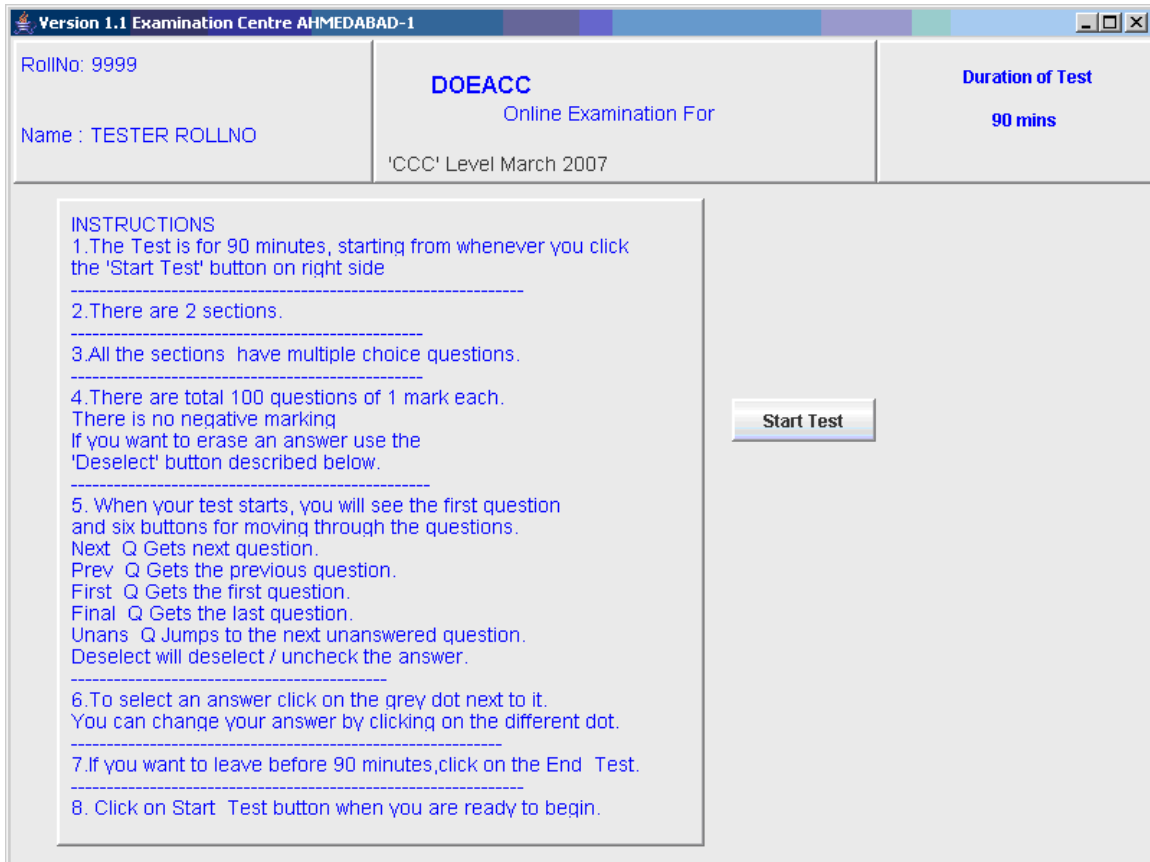 Version 1.1 Examination Centre AHMEDABAD-1
RollNo: 9999
Name : TESTER ROLLNO
DOEACC
Online Examination For
'CCC' Level March 2007
Duration of Test
90 mins
INSTRUCTIONS
1.The Test is for 90 minutes, starting from whenever you click
the 'Start Test' button on right side
---------------------------------------------------------------
2.There are 2 sections.
-------------------------------------------------
3.All the sections  have multiple choice questions.
-------------------------------------------------
4.There are total 100 questions of 1 mark each.
There is no negative marking
If you want to erase an answer use the
'Deselect' button described below.
--------------------------------------------------
5. When your test starts, you will see the first question
and six buttons for moving through the questions.
Next  Q Gets next question.
Prev  Q Gets the previous question.
First  Q Gets the first question.
Final  Q Gets the last question.
Unans  Q Jumps to the next unanswered question.
Deselect will deselect / uncheck the answer.
--------------------------------------------
6.To select an answer click on the grey dot next to it.
You can change your answer by clicking on the different dot.
------------------------------------------------------------
7.If you want to leave before 90 minutes,click on the End  Test.
---------------------------------------------------------------
8. Click on Start  Test button when you are ready to begin.
Start Test